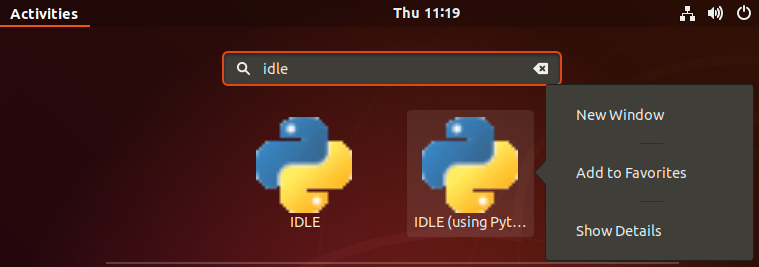 Activities
Thu 11:19
idle
New Window
Add to Favorites
Show Details
IDLE
IDLE (using Pyt...